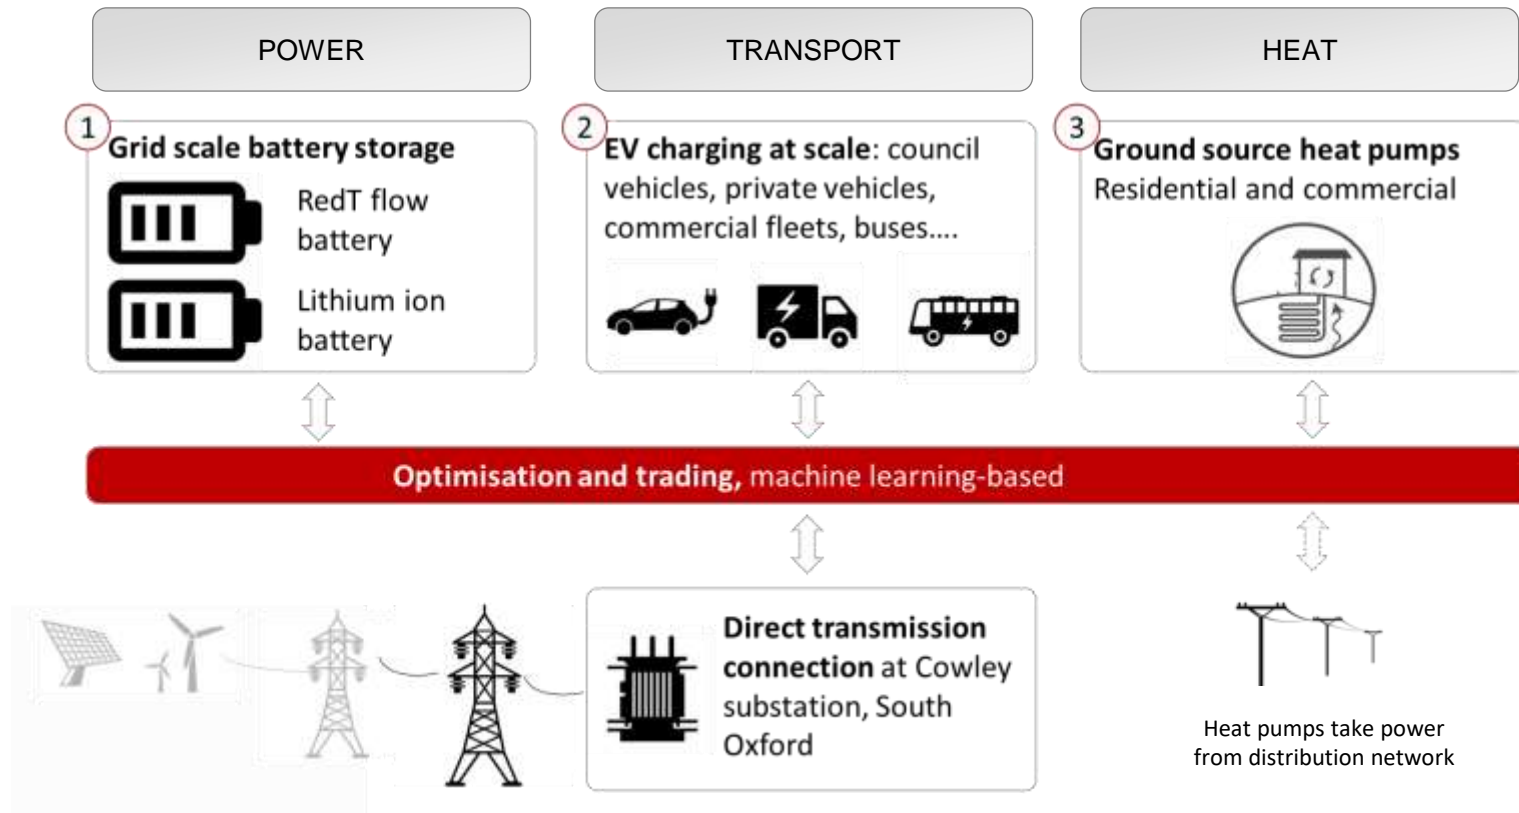 POWER
TRANSPORT
HEAT
1
Grid scale battery storage
RedT flow
battery
Lithium ion
battery
2
EV charging at scale: council
vehicles, private vehicles,
commercial fleets, buses....
3
Ground source heat pumps
Residential and commercial
Optimisation and trading, machine learning-based
Direct transmission
connection at Cowley
substation, South
Oxford
Heat pumps take power
from distribution network